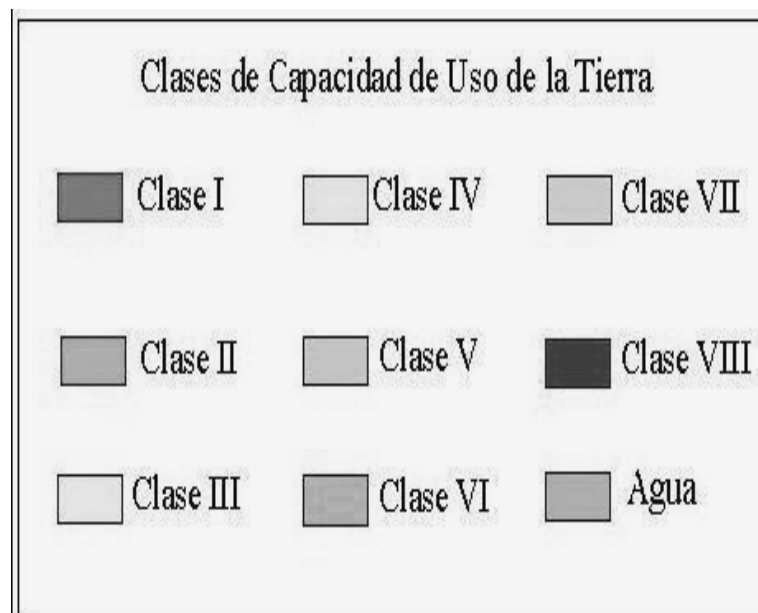 Clases de Capacidad de Uso de la Tierra
Clase I
Clase IV
Clase VII
Clase II
Clase V
Clase VIII
Clase III
Clase VI
Agua